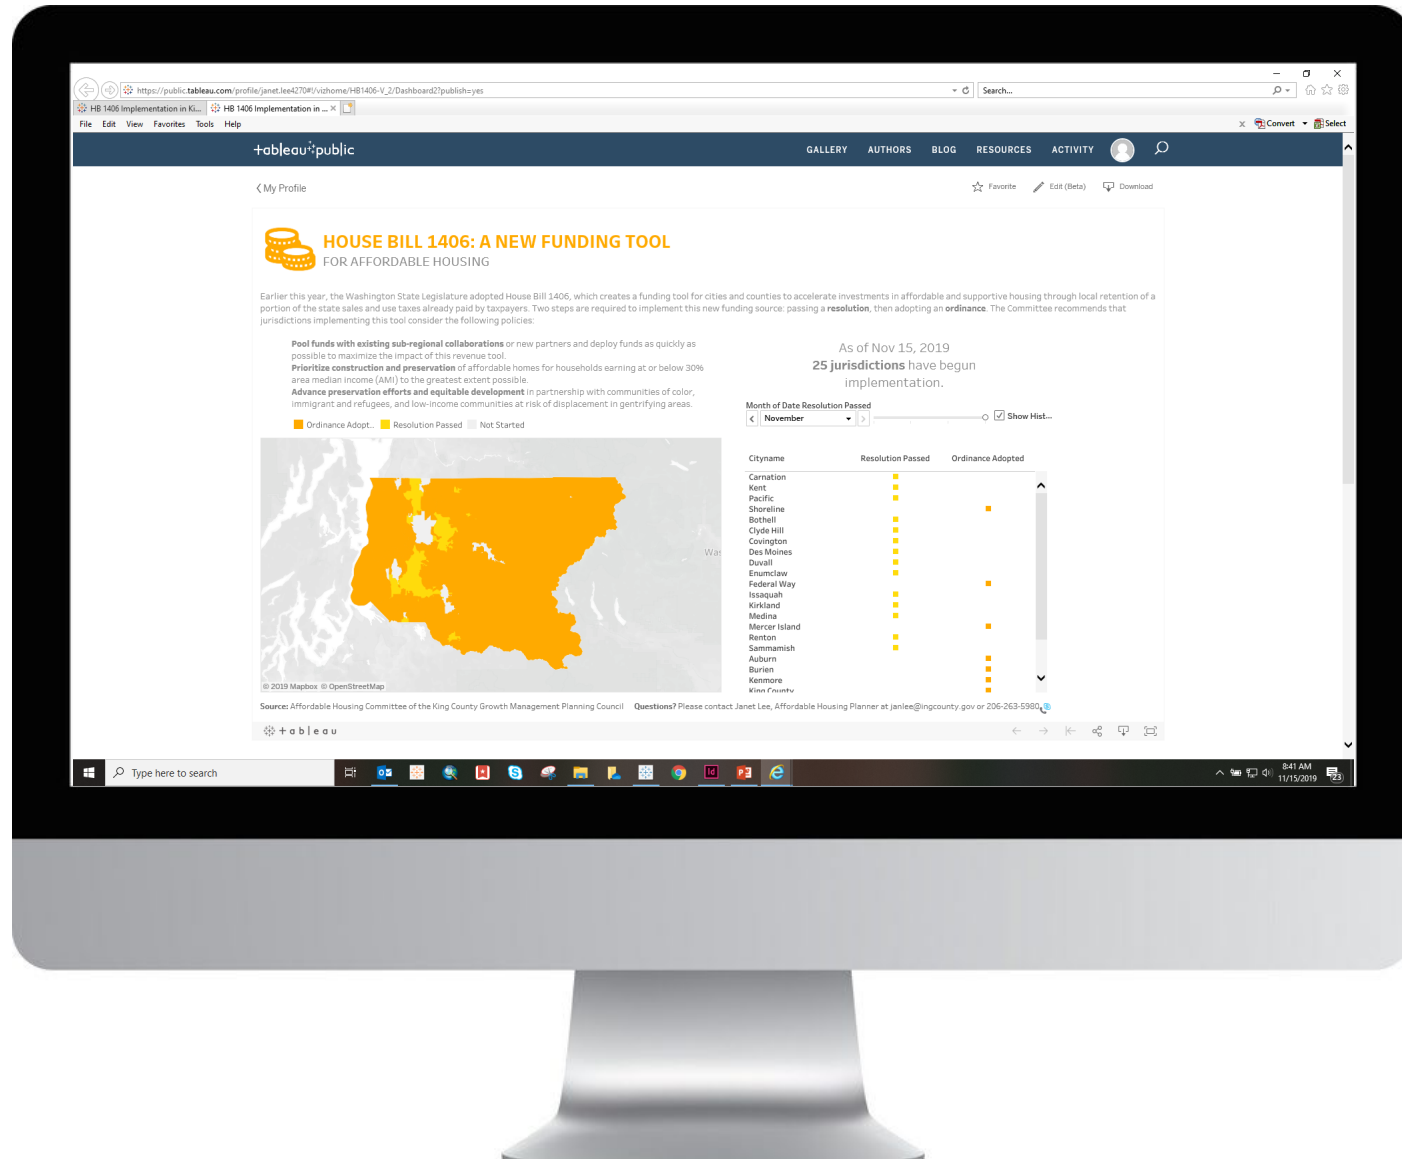 https://public.tableau.com/profile/janet.lee4270#!/vizhome/HB1406-V_2/Dashboard2?publish=yes
Search...
HB 1406 Implementation in Ki...
HB 1406 Implementation in ...
File Edit View Favorites Tools Help
Convert Select
+ableau public
GALLERY AUTHORS BLOG RESOURCES ACTIVITY
My Profile
Favorite Edit (Beta) Download
HOUSE BILL 1406: A NEW FUNDING TOOL
FOR AFFORDABLE HOUSING
Earlier this year, the Washington State Legislature adopted House Bill 1406, which creates a funding tool for cities and counties to accelerate investments in affordable and supportive housing through local retention of a
portion of the state sales and use taxes already paid by taxpayers. Two steps are required to implement this new funding source: passing a resolution, then adopting an ordinance. The Committee recommends that
jurisdictions implementing this tool consider the following policies:
Pool funds with existing sub-regional collaborations or new partners and deploy funds as quickly as
possible to maximize the impact of this revenue tool.
Prioritize construction and preservation of affordable homes for households earning at or below 30%
area median income (AMI) to the greatest extent possible.
Advance preservation efforts and equitable development in partnership with communities of color,
immigrant and refugees, and low-income communities at risk of displacement in gentrifying areas.
Ordinance Adopt.. Resolution Passed Not Started
Was
© 2019 Mapbox © OpenStreetMap
As of Nov 15, 2019
25 jurisdictions have begun
implementation.
Month of Date Resolution Passed
November
Show Hist...
Cityname Resolution Passed Ordinance Adopted
Carnation
Kent
Pacific
Shoreline
Bothell
Clyde Hill
Covington
Des Moines
Duvall
Enumclaw
Federal Way
Issaquah
Kirkland
Medina
Mercer Island
Renton
Sammamish
Auburn
Burien
Kenmore
King County
Source: Affordable Housing Committee of the King County Growth Management Planning Council Questions? Please contact Janet Lee, Affordable Housing Planner at janlee@ingcounty.gov or 206-263-5980
+ableau
Type here to search
8:41 AM
11/15/2019
23